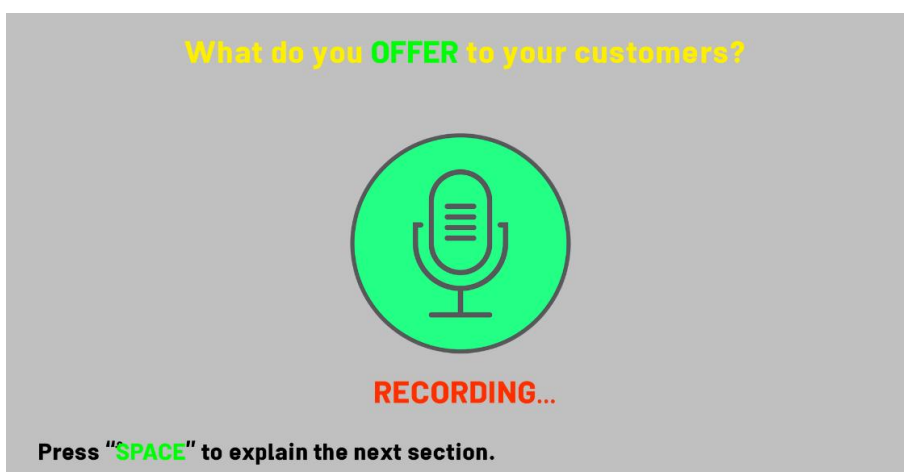 What do you OFFER to your customers?
RECORDING...
Press “SPACE” to explain the next section.